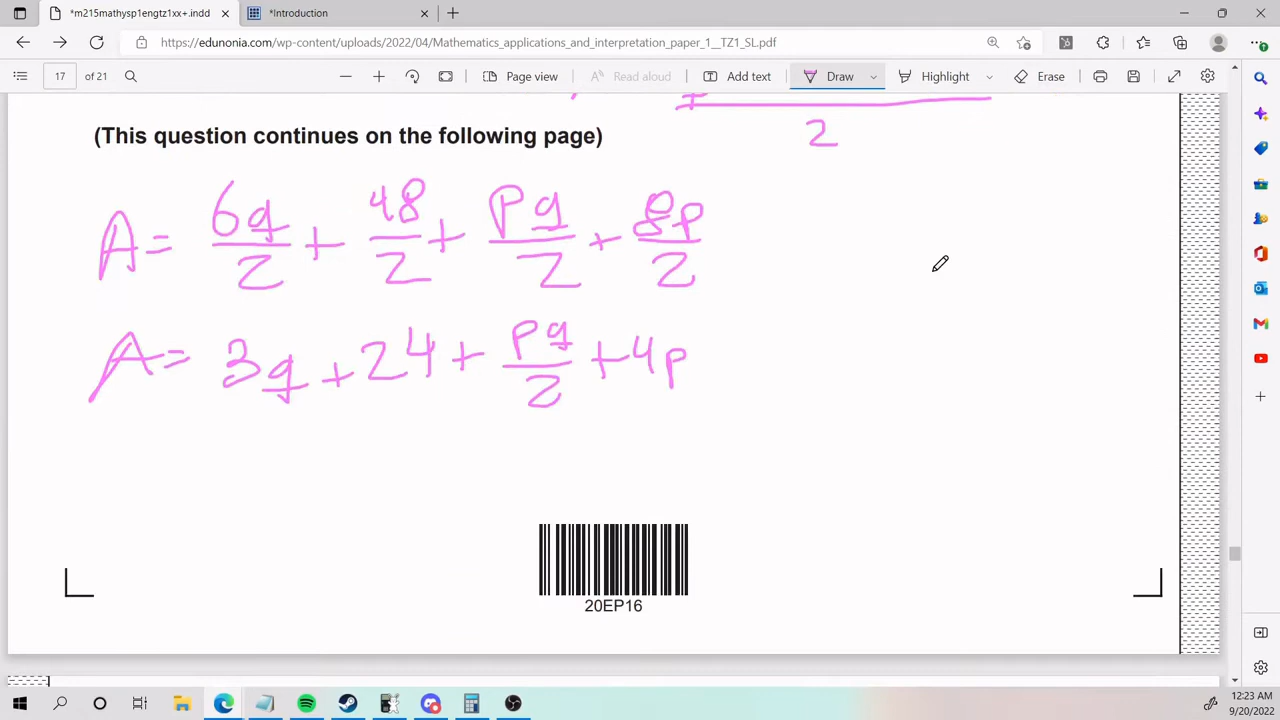 *m215mathysp1engtz1xx+.indd
*Introduction
https://edunonia.com/wp-content/uploads/2022/04/Mathematics_applications_and_interpretation_paper_1__TZ1_SL.pdf
17 of 21
Page view
Read aloud
Add text
Draw
Highlight
Erase
(This question continues on the following page)
2
A = 6q/2 + 48/2 + pq/2 + 8p/2
A = 3q + 24 + pq/2 + 4p
20EP16
12:23 AM
9/20/2022